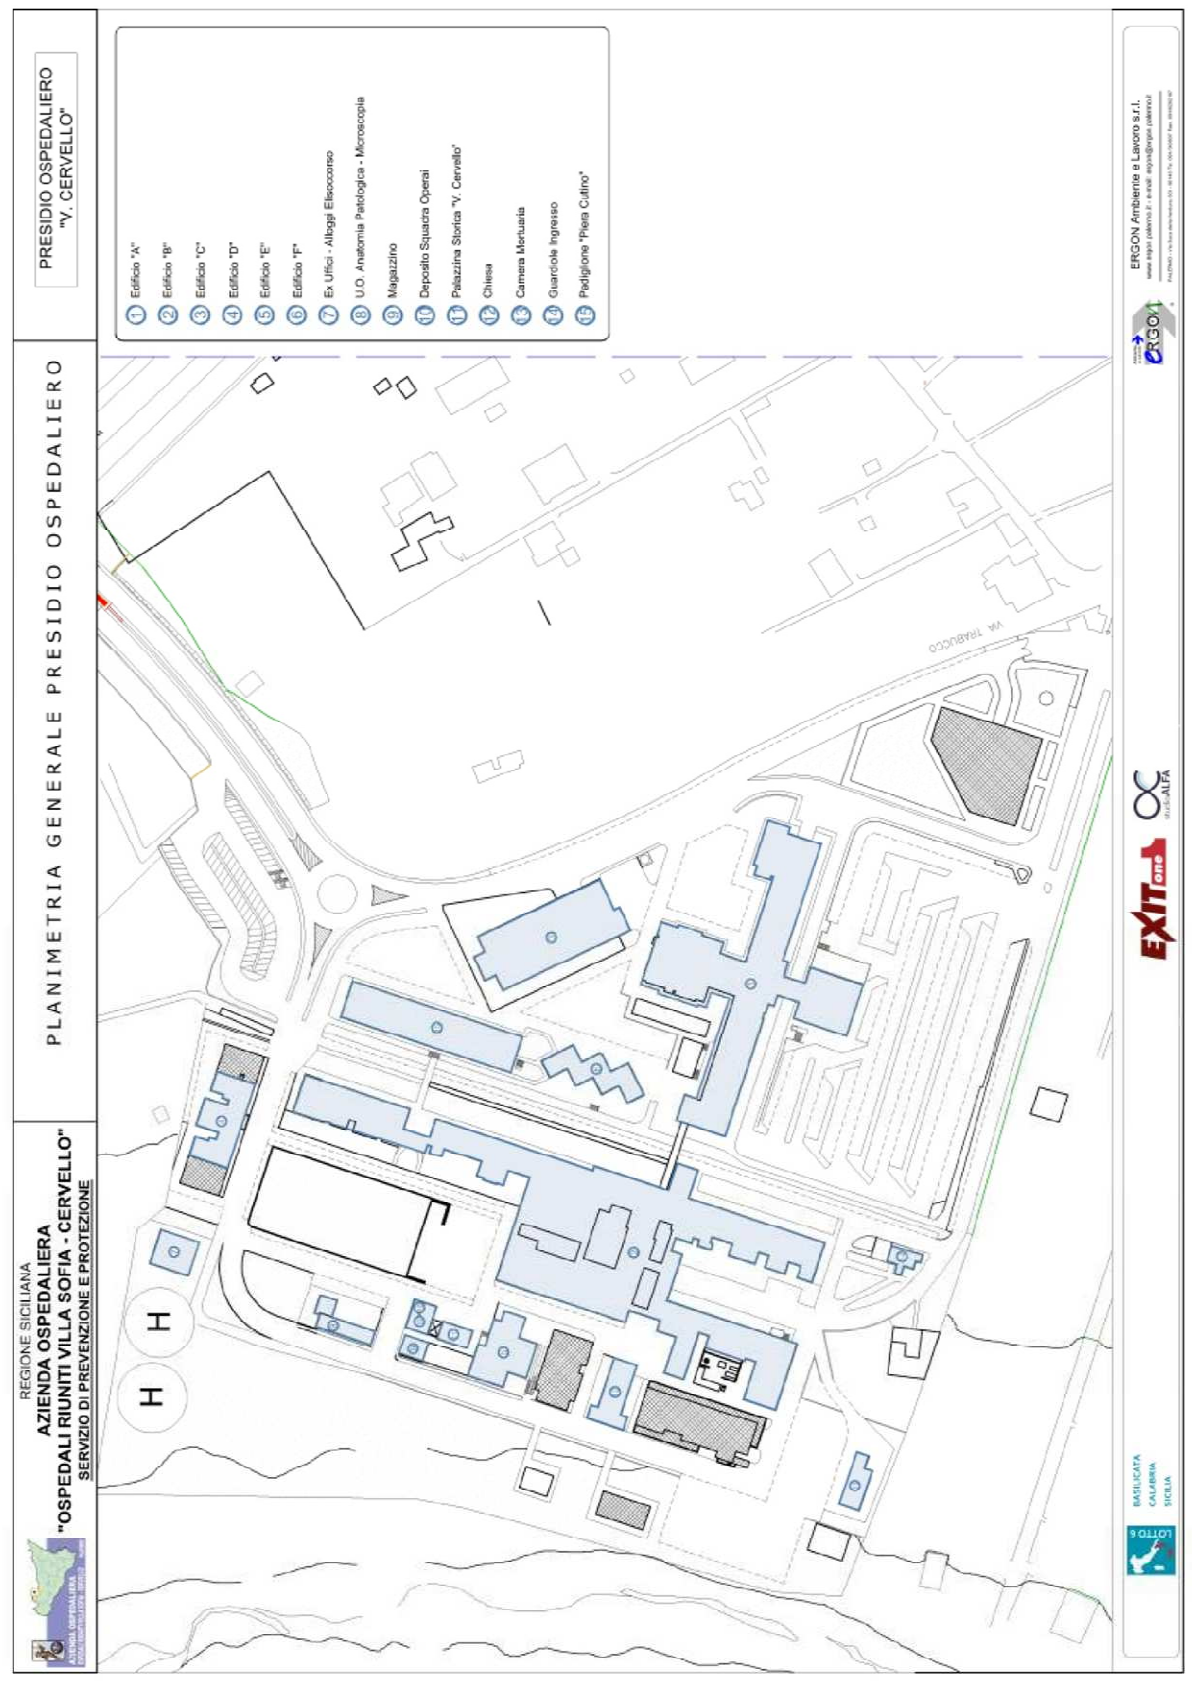 REGIONE SICILIANA
AZIENDA OSPEDALIERA
"OSPEDALI RIUNITI VILLA SOFIA - CERVELLO"
SERVIZIO DI PREVENZIONE E PROTEZIONE
PLANIMETRIA GENERALE PRESIDIO OSPEDALIERO
PRESIDIO OSPEDALIERO
"V. CERVELLO"
1 Edificio "A"
2 Edificio "B"
3 Edificio "C"
4 Edificio "D"
5 Edificio "E"
6 Edificio "F"
7 Ex Uffici - Alloggi Elisoccorso
8 U.O. Anatomia Patologica - Microscopia
9 Magazzino
10 Deposito Squadra Operai
11 Palazzina Storica "V. Cervello"
12 Chiesa
13 Camera Mortuaria
14 Guardiole Ingresso
15 Padiglione "Piera Cutino"
VIA TRABUCCO
H
H
AZIENDA OSPEDALIERA
LOTTO 6
BASILICATA
CALABRIA
SICILIA
EXITone
studioALFA
ERGON
ERGON Ambiente e Lavoro s.r.l.